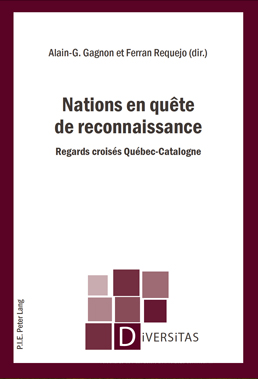 Alain-G. Gagnon et Ferran Requejo (dir.)
Nations en quête
de reconnaissance
Regards croisés Québec-Catalogne
P.I.E. Peter Lang
DIVERSITAS